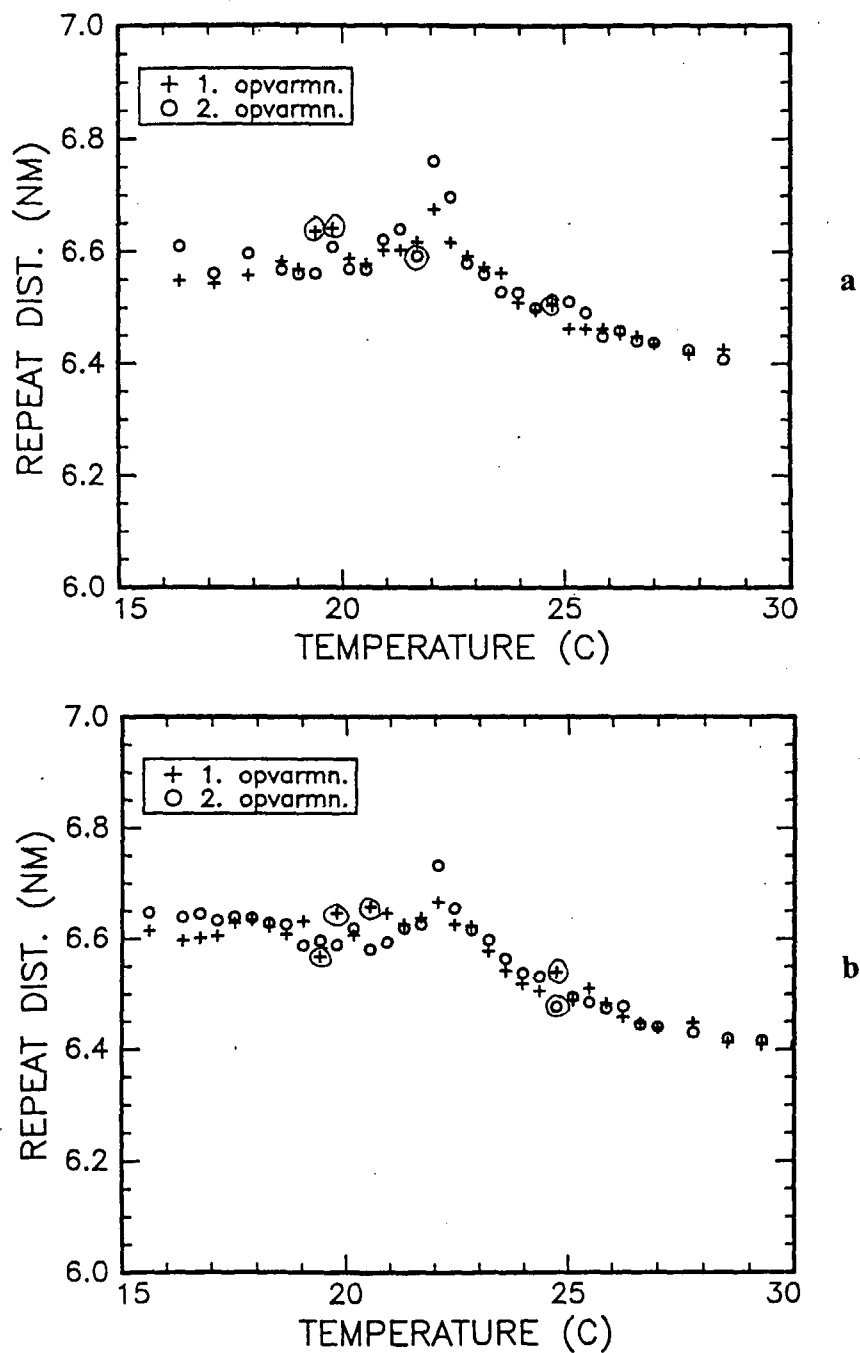 7.0
6.8
6.6
6.4
6.2
6.0
REPEAT DIST. (NM)
+ 1. opvarmn.
o 2. opvarmn.
15 20 25 30
TEMPERATURE (C)
a
7.0
6.8
6.6
6.4
6.2
6.0
REPEAT DIST. (NM)
+ 1. opvarmn.
o 2. opvarmn.
15 20 25 30
TEMPERATURE (C)
b